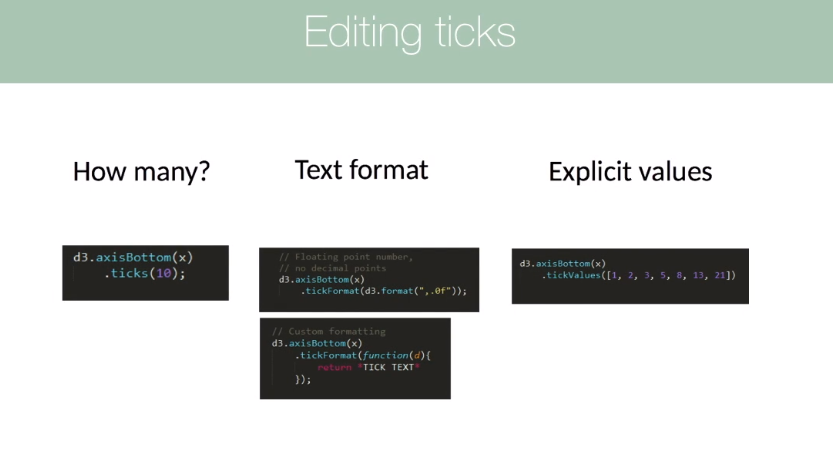 Editing ticks
How many?
d3.axisBottom(x)
.ticks(10);
Text format
// Floating point number,
// no decimal points
d3.axisBottom(x)
.tickFormat(d3.format(",.0f"));
// Custom formatting
d3.axisBottom(x)
.tickFormat(function(d){
return *TICK TEXT*
});
Explicit values
d3.axisBottom(x)
.tickValues([1, 2, 3, 5, 8, 13, 21])